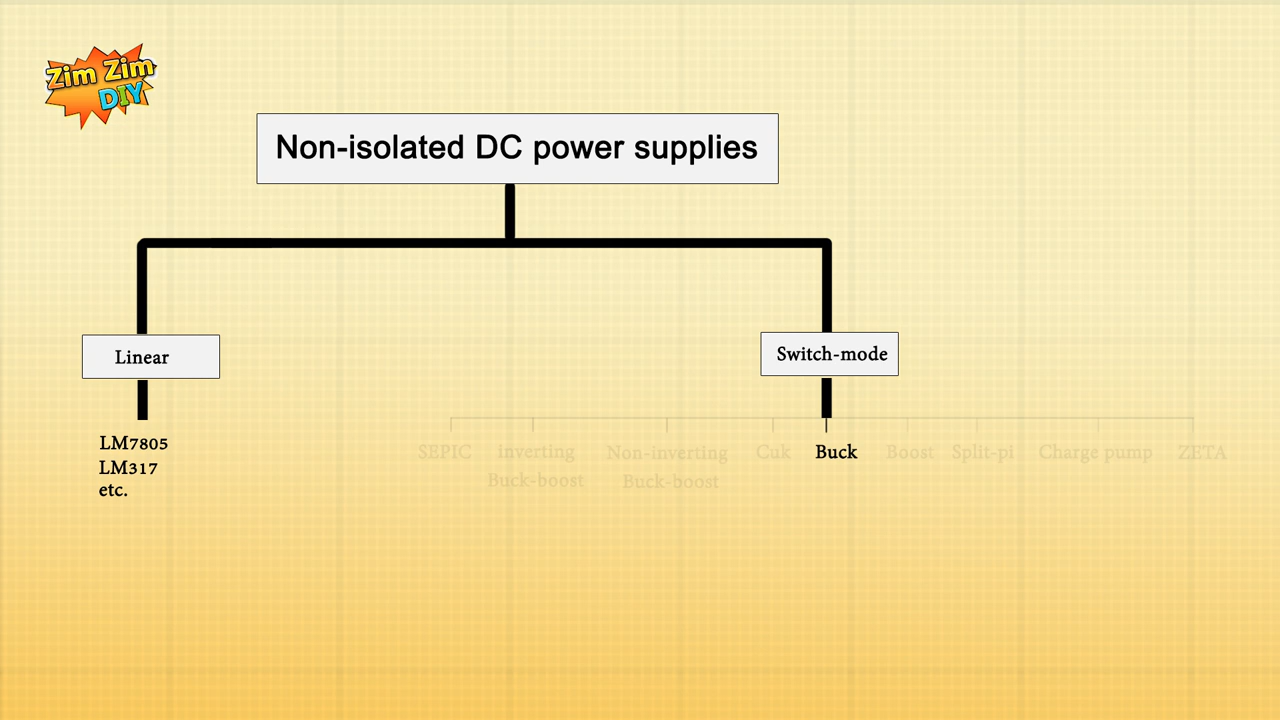 Zim Zim
DIY
Non-isolated DC power supplies
Linear
Switch-mode
LM7805
LM317
etc.
SEPIC
inverting
Buck-boost
Non-inverting
Buck-boost
Cuk
Buck
Boost
Split-pi
Charge pump
ZETA